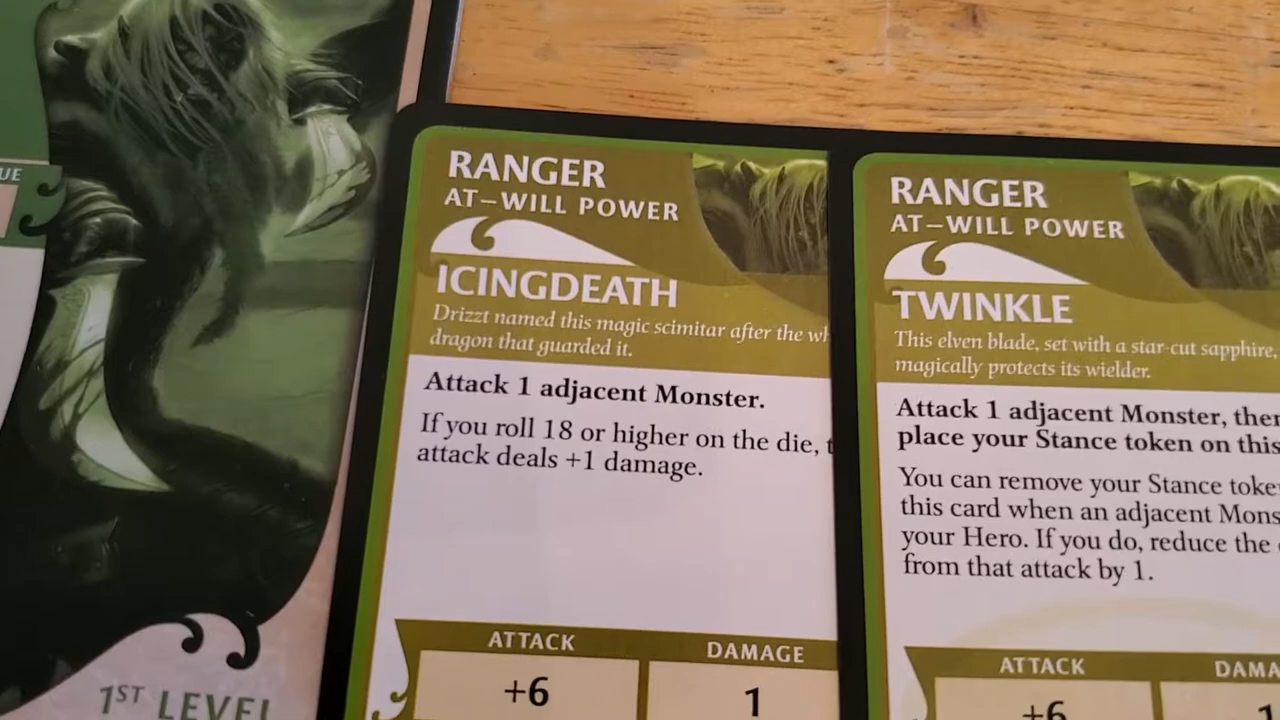 UE
1ST LEVEL
RANGER
AT–WILL POWER
ICINGDEATH
Drizzt named this magic scimitar after the
dragon that guarded it.
Attack 1 adjacent Monster.
If you roll 18 or higher on the die,
attack deals +1 damage.
ATTACK DAMAGE
+6 1
RANGER
AT–WILL POWER
TWINKLE
This elven blade, set with a star-cut sapphire,
magically protects its wielder.
Attack 1 adjacent Monster, then
place your Stance token on this
You can remove your Stance toke
this card when an adjacent Mons
your Hero. If you do, reduce the
from that attack by 1.
ATTACK DAMA
+6 1